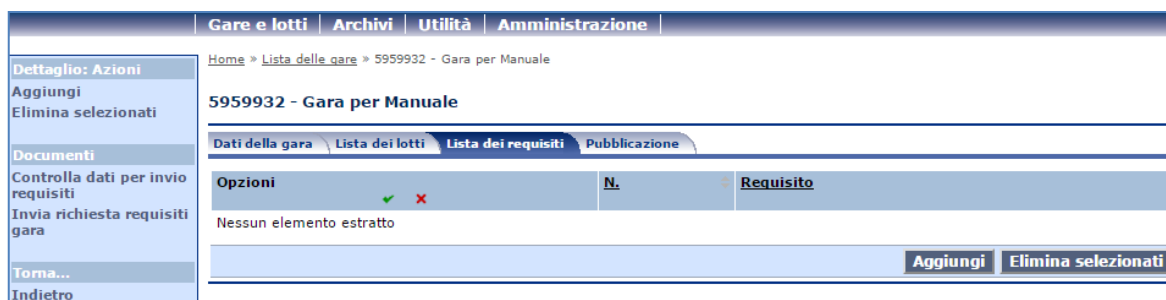 Gare e lotti | Archivi | Utilità | Amministrazione |
Home » Lista delle gare » 5959932 - Gara per Manuale
Dettaglio: Azioni
Aggiungi
Elimina selezionati
Documenti
Controlla dati per invio
requisiti
Invia richiesta requisiti
gara
Torna...
Indietro
5959932 - Gara per Manuale
Dati della gara Lista dei lotti Lista dei requisiti Pubblicazione
Opzioni N. Requisito
Nessun elemento estratto
Aggiungi Elimina selezionati